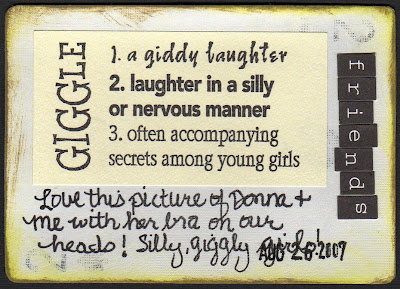 GIGGLE
1. a giddy laughter
2. laughter in a silly
or nervous manner
3. often accompanying
secrets among young girls
friends
Love this picture of Donna +
me with her bra on our
heads! Silly, giggly girls!
AUG 26 2007